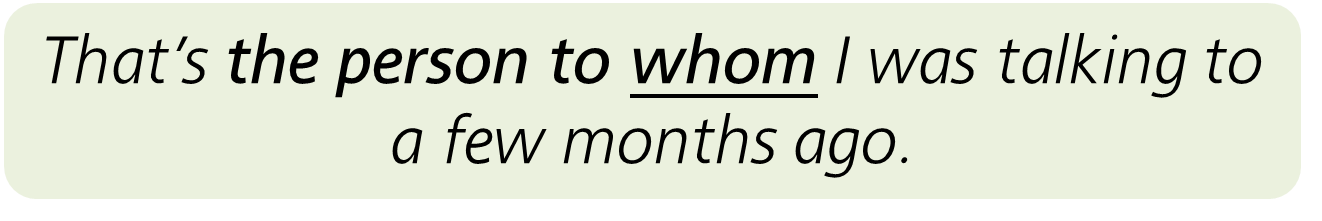 That’s the person to whom I was talking to
a few months ago.